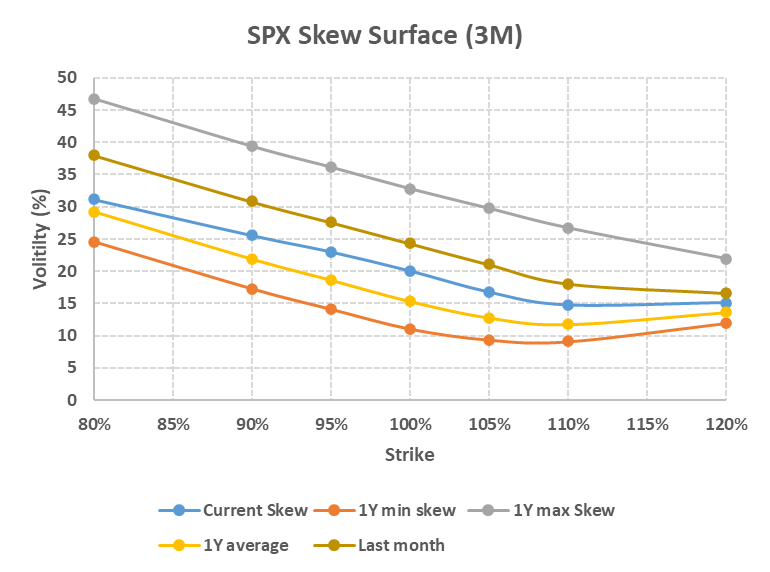 SPX Skew Surface (3M)
50
45
40
35
30
25
20
15
10
5
0
Volitilty (%)
80% 85% 90% 95% 100% 105% 110% 115% 120%
Strike
Current Skew 1Y min skew 1Y max Skew
1Y average Last month